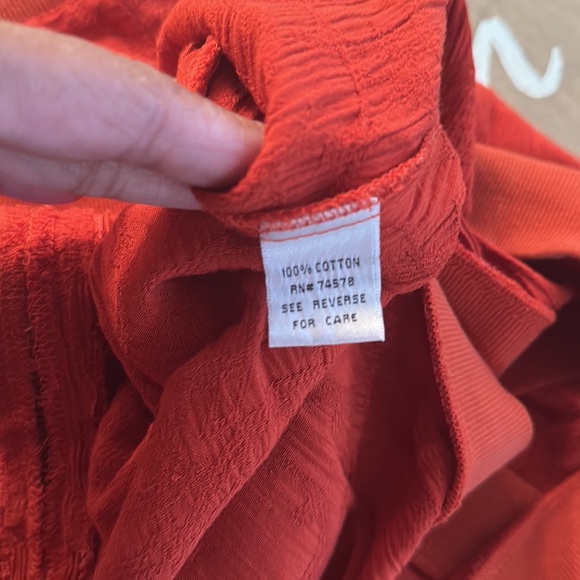 100% COTTON
RN# 74578
SEE REVERSE
FOR CARE